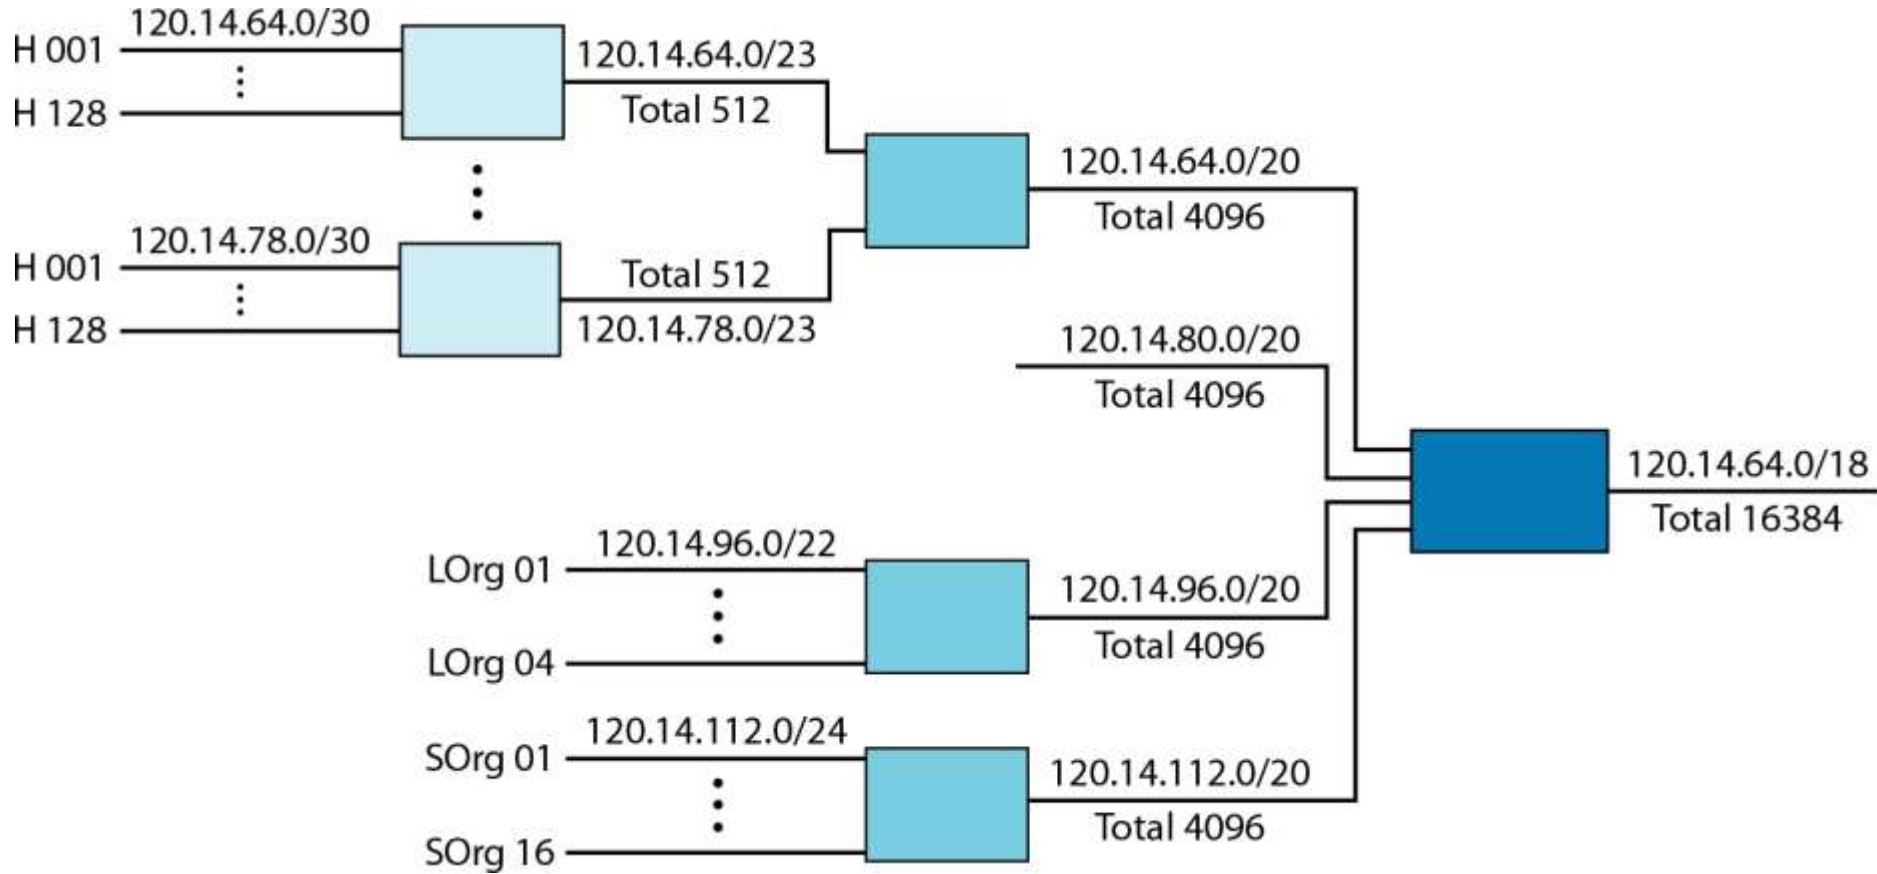 120.14.64.0/30
H 001
H 128
120.14.64.0/23
Total 512
120.14.78.0/30
H 001
H 128
Total 512
120.14.78.0/23
120.14.64.0/20
Total 4096
120.14.80.0/20
Total 4096
120.14.64.0/18
Total 16384
LOrg 01
120.14.96.0/22
LOrg 04
120.14.96.0/20
Total 4096
SOrg 01
120.14.112.0/24
SOrg 16
120.14.112.0/20
Total 4096